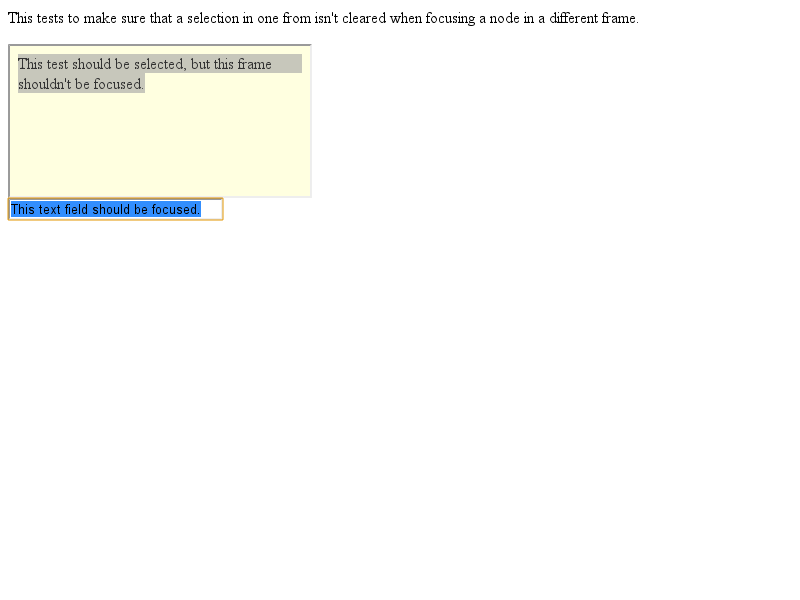 This tests to make sure that a selection in one from isn't cleared when focusing a node in a different frame.
This test should be selected, but this frame
shouldn't be focused.
This text field should be focused.